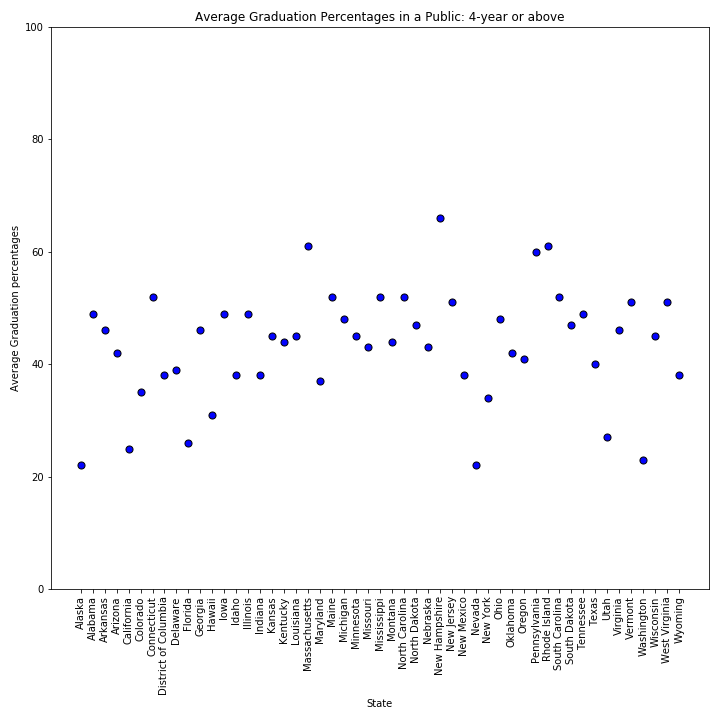 Average Graduation Percentages in a Public: 4-year or above
Average Graduation percentages
100
80
60
40
20
0
Alaska
Alabama
Arkansas
Arizona
California
Colorado
Connecticut
District of Columbia
Delaware
Florida
Georgia
Hawaii
Iowa
Idaho
Illinois
Indiana
Kansas
Kentucky
Louisiana
Massachusetts
Maryland
Maine
Michigan
Minnesota
Missouri
Mississippi
Montana
North Carolina
North Dakota
Nebraska
New Hampshire
New Jersey
New Mexico
Nevada
New York
Ohio
Oklahoma
Oregon
Pennsylvania
Rhode Island
South Carolina
South Dakota
Tennessee
Texas
Utah
Virginia
Vermont
Washington
Wisconsin
West Virginia
Wyoming
State